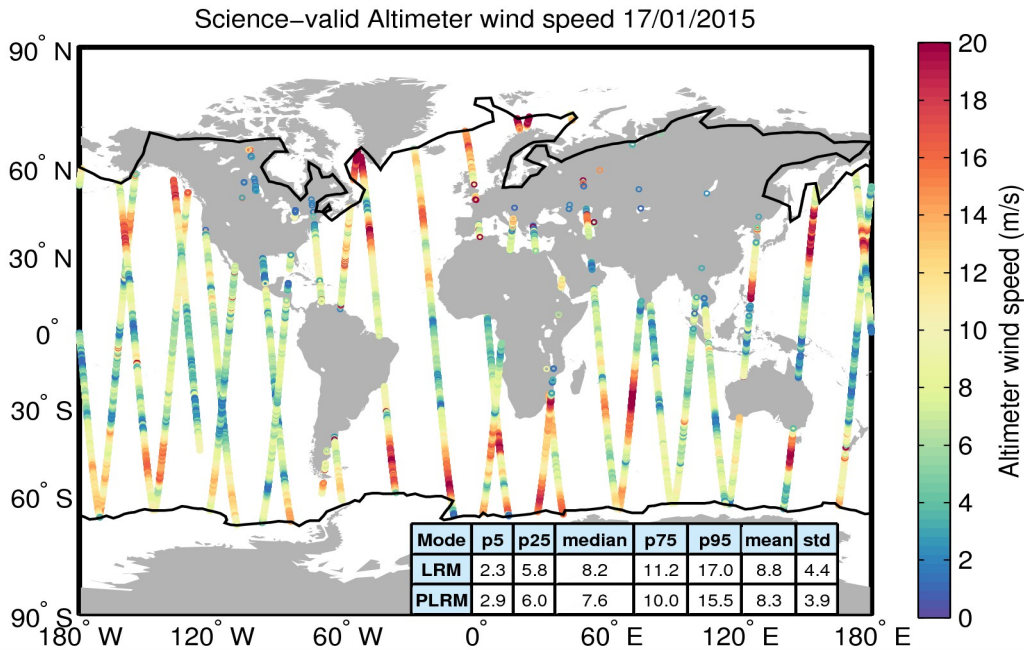 Science−valid Altimeter wind speed 17/01/2015
90° N
60° N
30° N
0°
30° S
60° S
90° S
180° W
120° W
60° W
0°
60° E
120° E
180° E
Mode p5 p25 median p75 p95 mean std
LRM 2.3 5.8 8.2 11.2 17.0 8.8 4.4
PLRM 2.9 6.0 7.6 10.0 15.5 8.3 3.9
20
18
16
14
12
10
8
6
4
2
0
Altimeter wind speed (m/s)